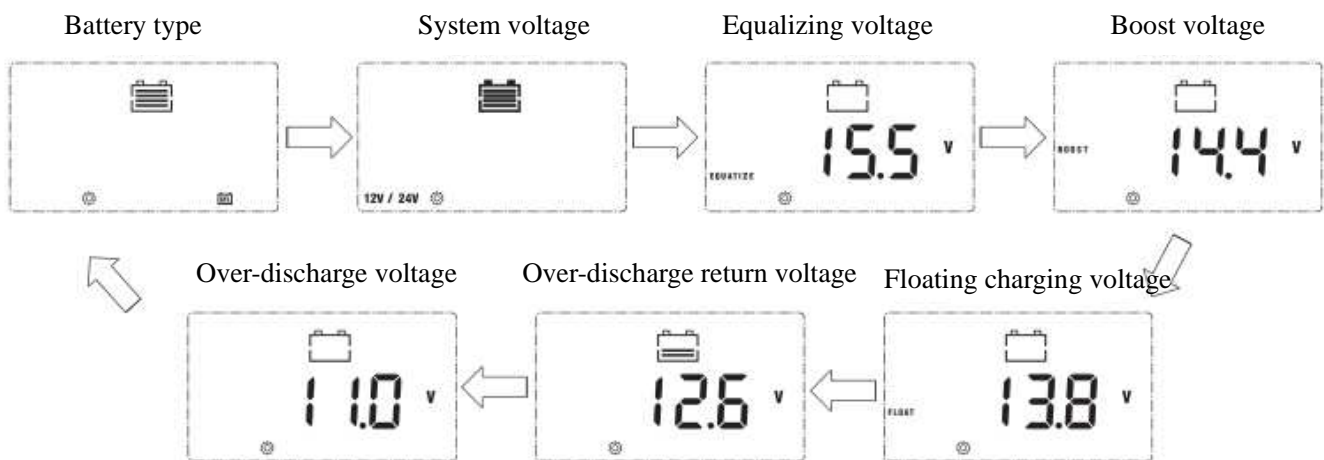 Battery type
System voltage
Equalizing voltage
Boost voltage
12V / 24V
EQUATIZE
15.5 V
BOOST
14.4 V
Over-discharge voltage
Over-discharge return voltage
Floating charging voltage
11.0 V
12.6 V
FLOAT
13.8 V